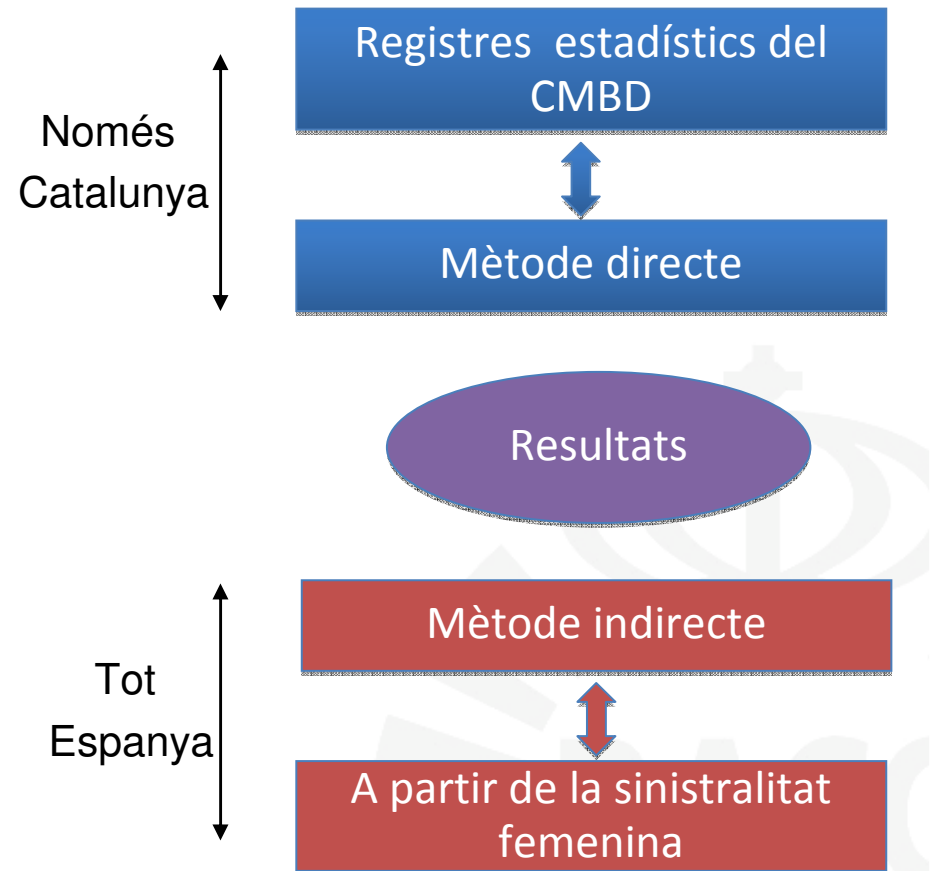 Registres  estadístics del
CMBD
Només
Catalunya
Mètode directe
Resultats
Mètode indirecte
Tot
Espanya
A partir de la sinistralitat
femenina